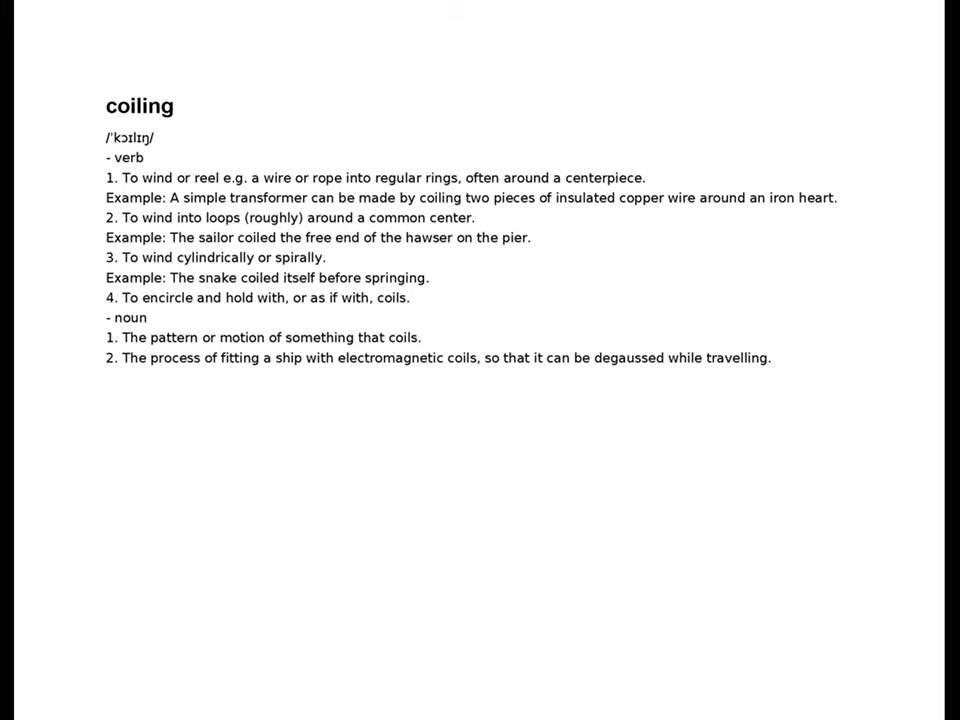 coiling
/ˈkɔɪlɪŋ/
- verb
1. To wind or reel e.g. a wire or rope into regular rings, often around a centerpiece.
Example: A simple transformer can be made by coiling two pieces of insulated copper wire around an iron heart.
2. To wind into loops (roughly) around a common center.
Example: The sailor coiled the free end of the hawser on the pier.
3. To wind cylindrically or spirally.
Example: The snake coiled itself before springing.
4. To encircle and hold with, or as if with, coils.
- noun
1. The pattern or motion of something that coils.
2. The process of fitting a ship with electromagnetic coils, so that it can be degaussed while travelling.